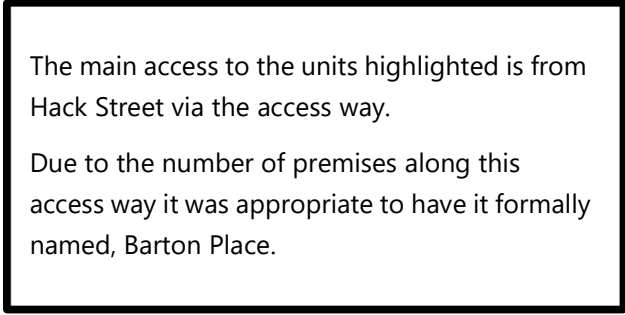 The main access to the units highlighted is from
Hack Street via the access way.
Due to the number of premises along this
access way it was appropriate to have it formally
named, Barton Place.